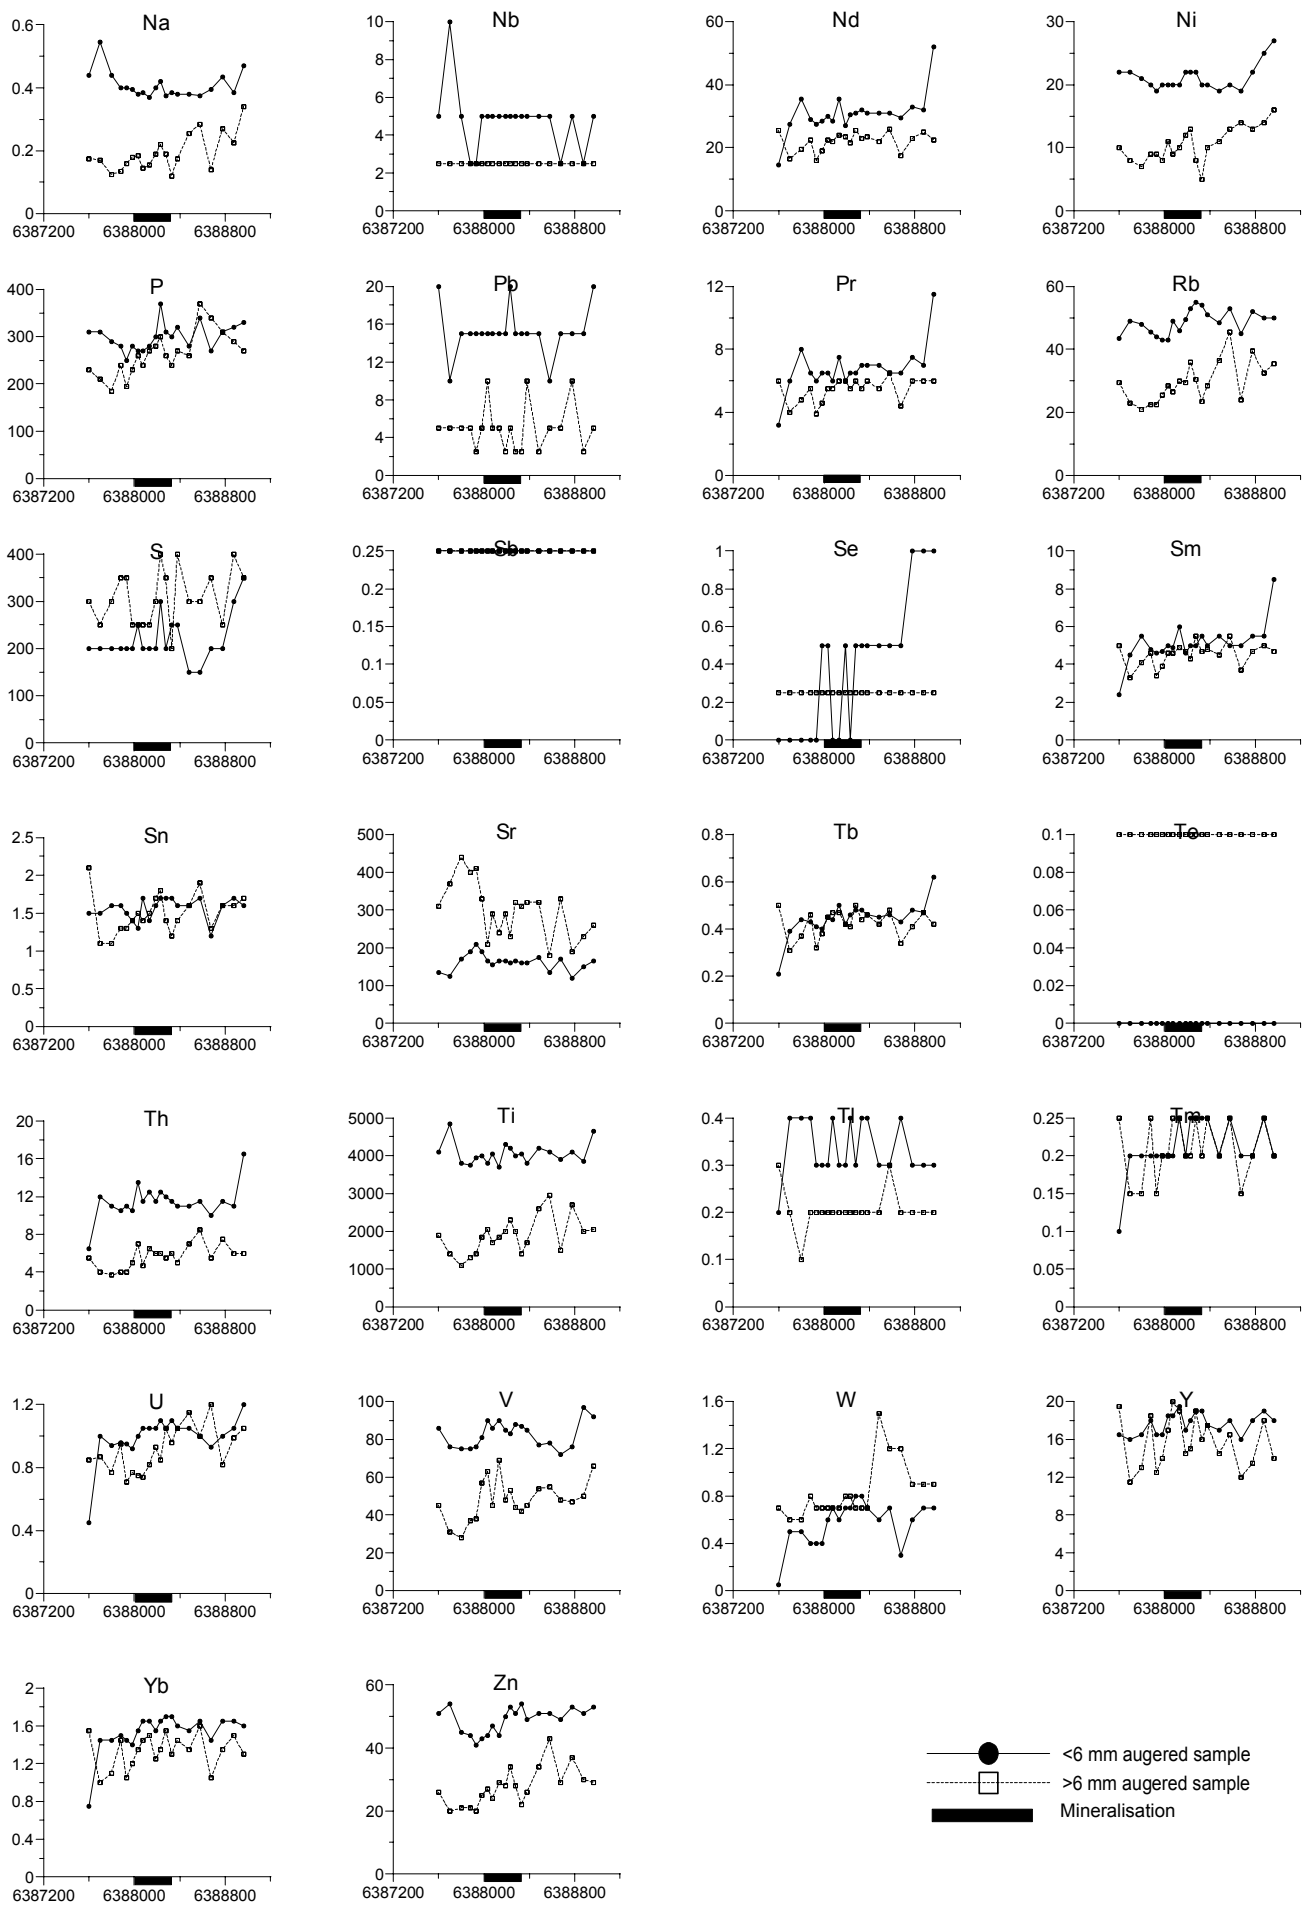 Na
0.6
0.4
0.2
0
6387200 6388000 6388800
Nb
10
8
6
4
2
0
6387200 6388000 6388800
Nd
60
40
20
0
6387200 6388000 6388800
Ni
30
20
10
0
6387200 6388000 6388800
P
400
300
200
100
0
6387200 6388000 6388800
Pb
20
16
12
8
4
0
6387200 6388000 6388800
Pr
12
8
4
0
6387200 6388000 6388800
Rb
60
40
20
0
6387200 6388000 6388800
S
400
300
200
100
0
6387200 6388000 6388800
Sb
0.25
0.2
0.15
0.1
0.05
0
6387200 6388000 6388800
Se
1
0.8
0.6
0.4
0.2
0
6387200 6388000 6388800
Sm
10
8
6
4
2
0
6387200 6388000 6388800
Sn
2.5
2
1.5
1
0.5
0
6387200 6388000 6388800
Sr
500
400
300
200
100
0
6387200 6388000 6388800
Tb
0.8
0.6
0.4
0.2
0
6387200 6388000 6388800
Te
0.1
0.08
0.06
0.04
0.02
0
6387200 6388000 6388800
Th
20
16
12
8
4
0
6387200 6388000 6388800
Ti
5000
4000
3000
2000
1000
0
6387200 6388000 6388800
Tl
0.4
0.3
0.2
0.1
0
6387200 6388000 6388800
Tm
0.25
0.2
0.15
0.1
0.05
0
6387200 6388000 6388800
U
1.2
0.8
0.4
0
6387200 6388000 6388800
V
100
80
60
40
20
0
6387200 6388000 6388800
W
1.6
1.2
0.8
0.4
0
6387200 6388000 6388800
Y
20
16
12
8
4
0
6387200 6388000 6388800
Yb
2
1.6
1.2
0.8
0.4
0
6387200 6388000 6388800
Zn
60
40
20
0
6387200 6388000 6388800
<6 mm augered sample
>6 mm augered sample
Mineralisation